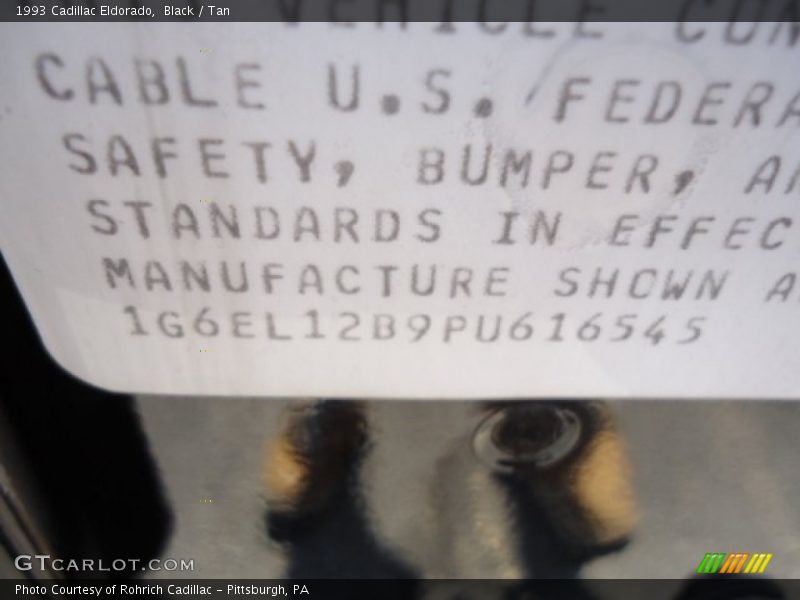 1993 Cadillac Eldorado, Black / Tan
VEHICLE
CABLE U.S. FEDERA
SAFETY, BUMPER,
STANDARDS IN EFFEC
MANUFACTURE SHOWN A
1G6EL12B9PU616545
GTCARLOT.COM
Photo Courtesy of Rohrich Cadillac - Pittsburgh, PA